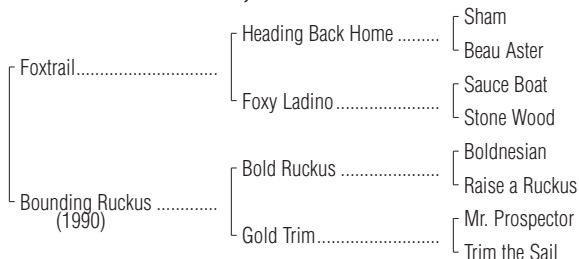 Sham
Heading Back Home .........
Beau Aster
Foxtrail.............................
Sauce Boat
Foxy Ladino .....................
Stone Wood
Boldnesian
Bold Ruckus ....................
Raise a Ruckus
Bounding Ruckus ............
(1990)
Mr. Prospector
Gold Trim.........................
Trim the Sail